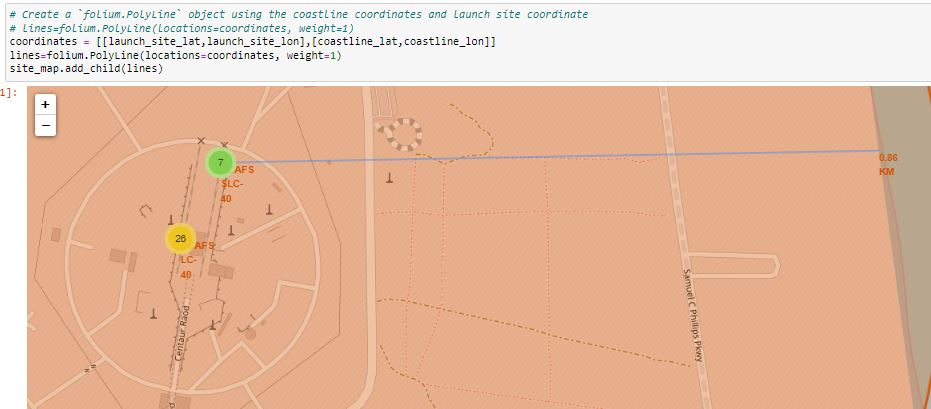 # Create a `folium.PolyLine` object using the coastline coordinates and launch site coordinate
# lines=folium.PolyLine(locations=coordinates, weight=1)
coordinates = [[launch_site_lat,launch_site_lon],[coastline_lat,coastline_lon]]
lines=folium.PolyLine(locations=coordinates, weight=1)
site_map.add_child(lines)
1]:
+
−
7
AFS
SLC-
40
26
AFS
LC-
40
0.86
KM
Centaur Raod
Samuel C Phillips Pkwy